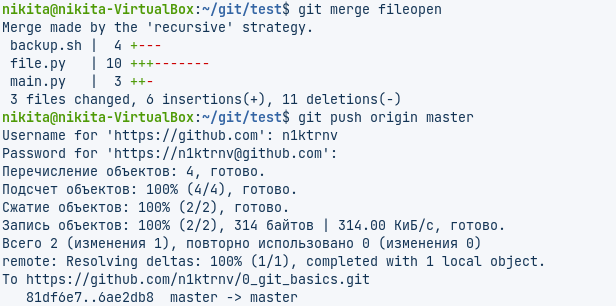 nikita@nikita-VirtualBox:~/git/test$ git merge fileopen
Merge made by the 'recursive' strategy.
 backup.sh |  4 +---
 file.py   | 10 +++-------
 main.py   |  3 ++-
 3 files changed, 6 insertions(+), 11 deletions(-)
nikita@nikita-VirtualBox:~/git/test$ git push origin master
Username for 'https://github.com': n1ktrnv
Password for 'https://n1ktrnv@github.com':
Перечисление объектов: 4, готово.
Подсчет объектов: 100% (4/4), готово.
Сжатие объектов: 100% (2/2), готово.
Запись объектов: 100% (2/2), 314 байтов | 314.00 КиБ/с, готово.
Всего 2 (изменения 1), повторно использовано 0 (изменения 0)
remote: Resolving deltas: 100% (1/1), completed with 1 local object.
To https://github.com/n1ktrnv/0_git_basics.git
   81df6e7..6ae2db8  master -> master